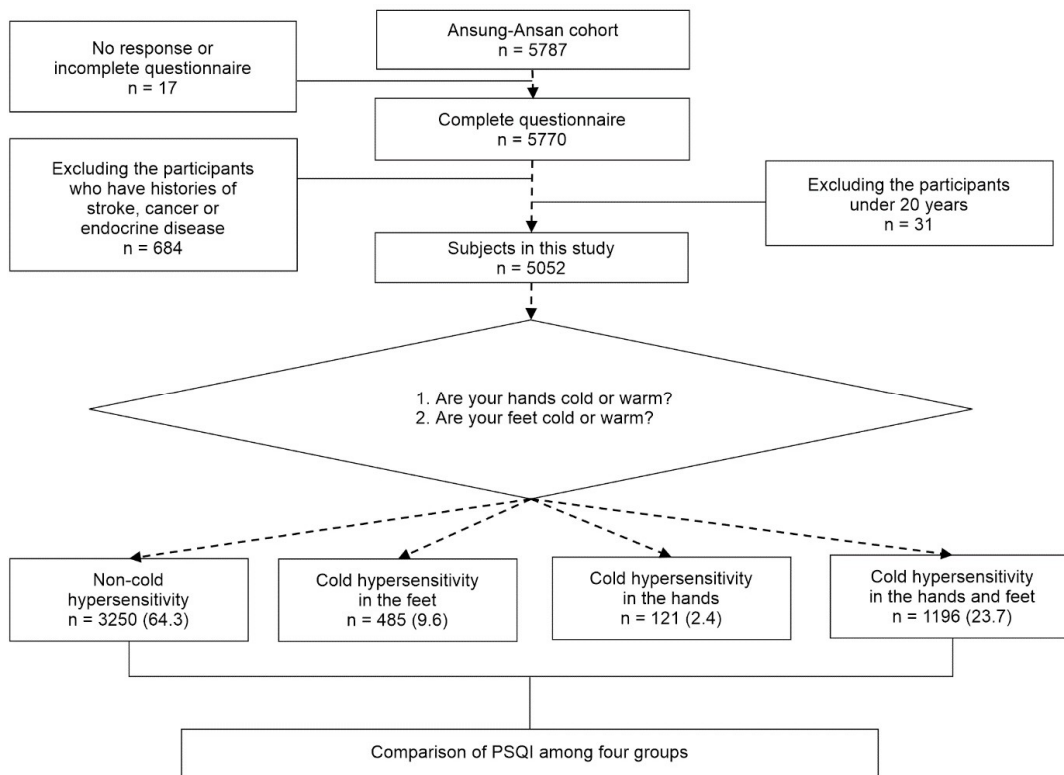 Ansung-Ansan cohort
n = 5787
No response or
incomplete questionnaire
n = 17
Complete questionnaire
n = 5770
Excluding the participants
who have histories of
stroke, cancer or
endocrine disease
n = 684
Excluding the participants
under 20 years
n = 31
Subjects in this study
n = 5052
1. Are your hands cold or warm?
2. Are your feet cold or warm?
Non-cold
hypersensitivity
n = 3250 (64.3)
Cold hypersensitivity
in the feet
n = 485 (9.6)
Cold hypersensitivity
in the hands
n = 121 (2.4)
Cold hypersensitivity
in the hands and feet
n = 1196 (23.7)
Comparison of PSQI among four groups